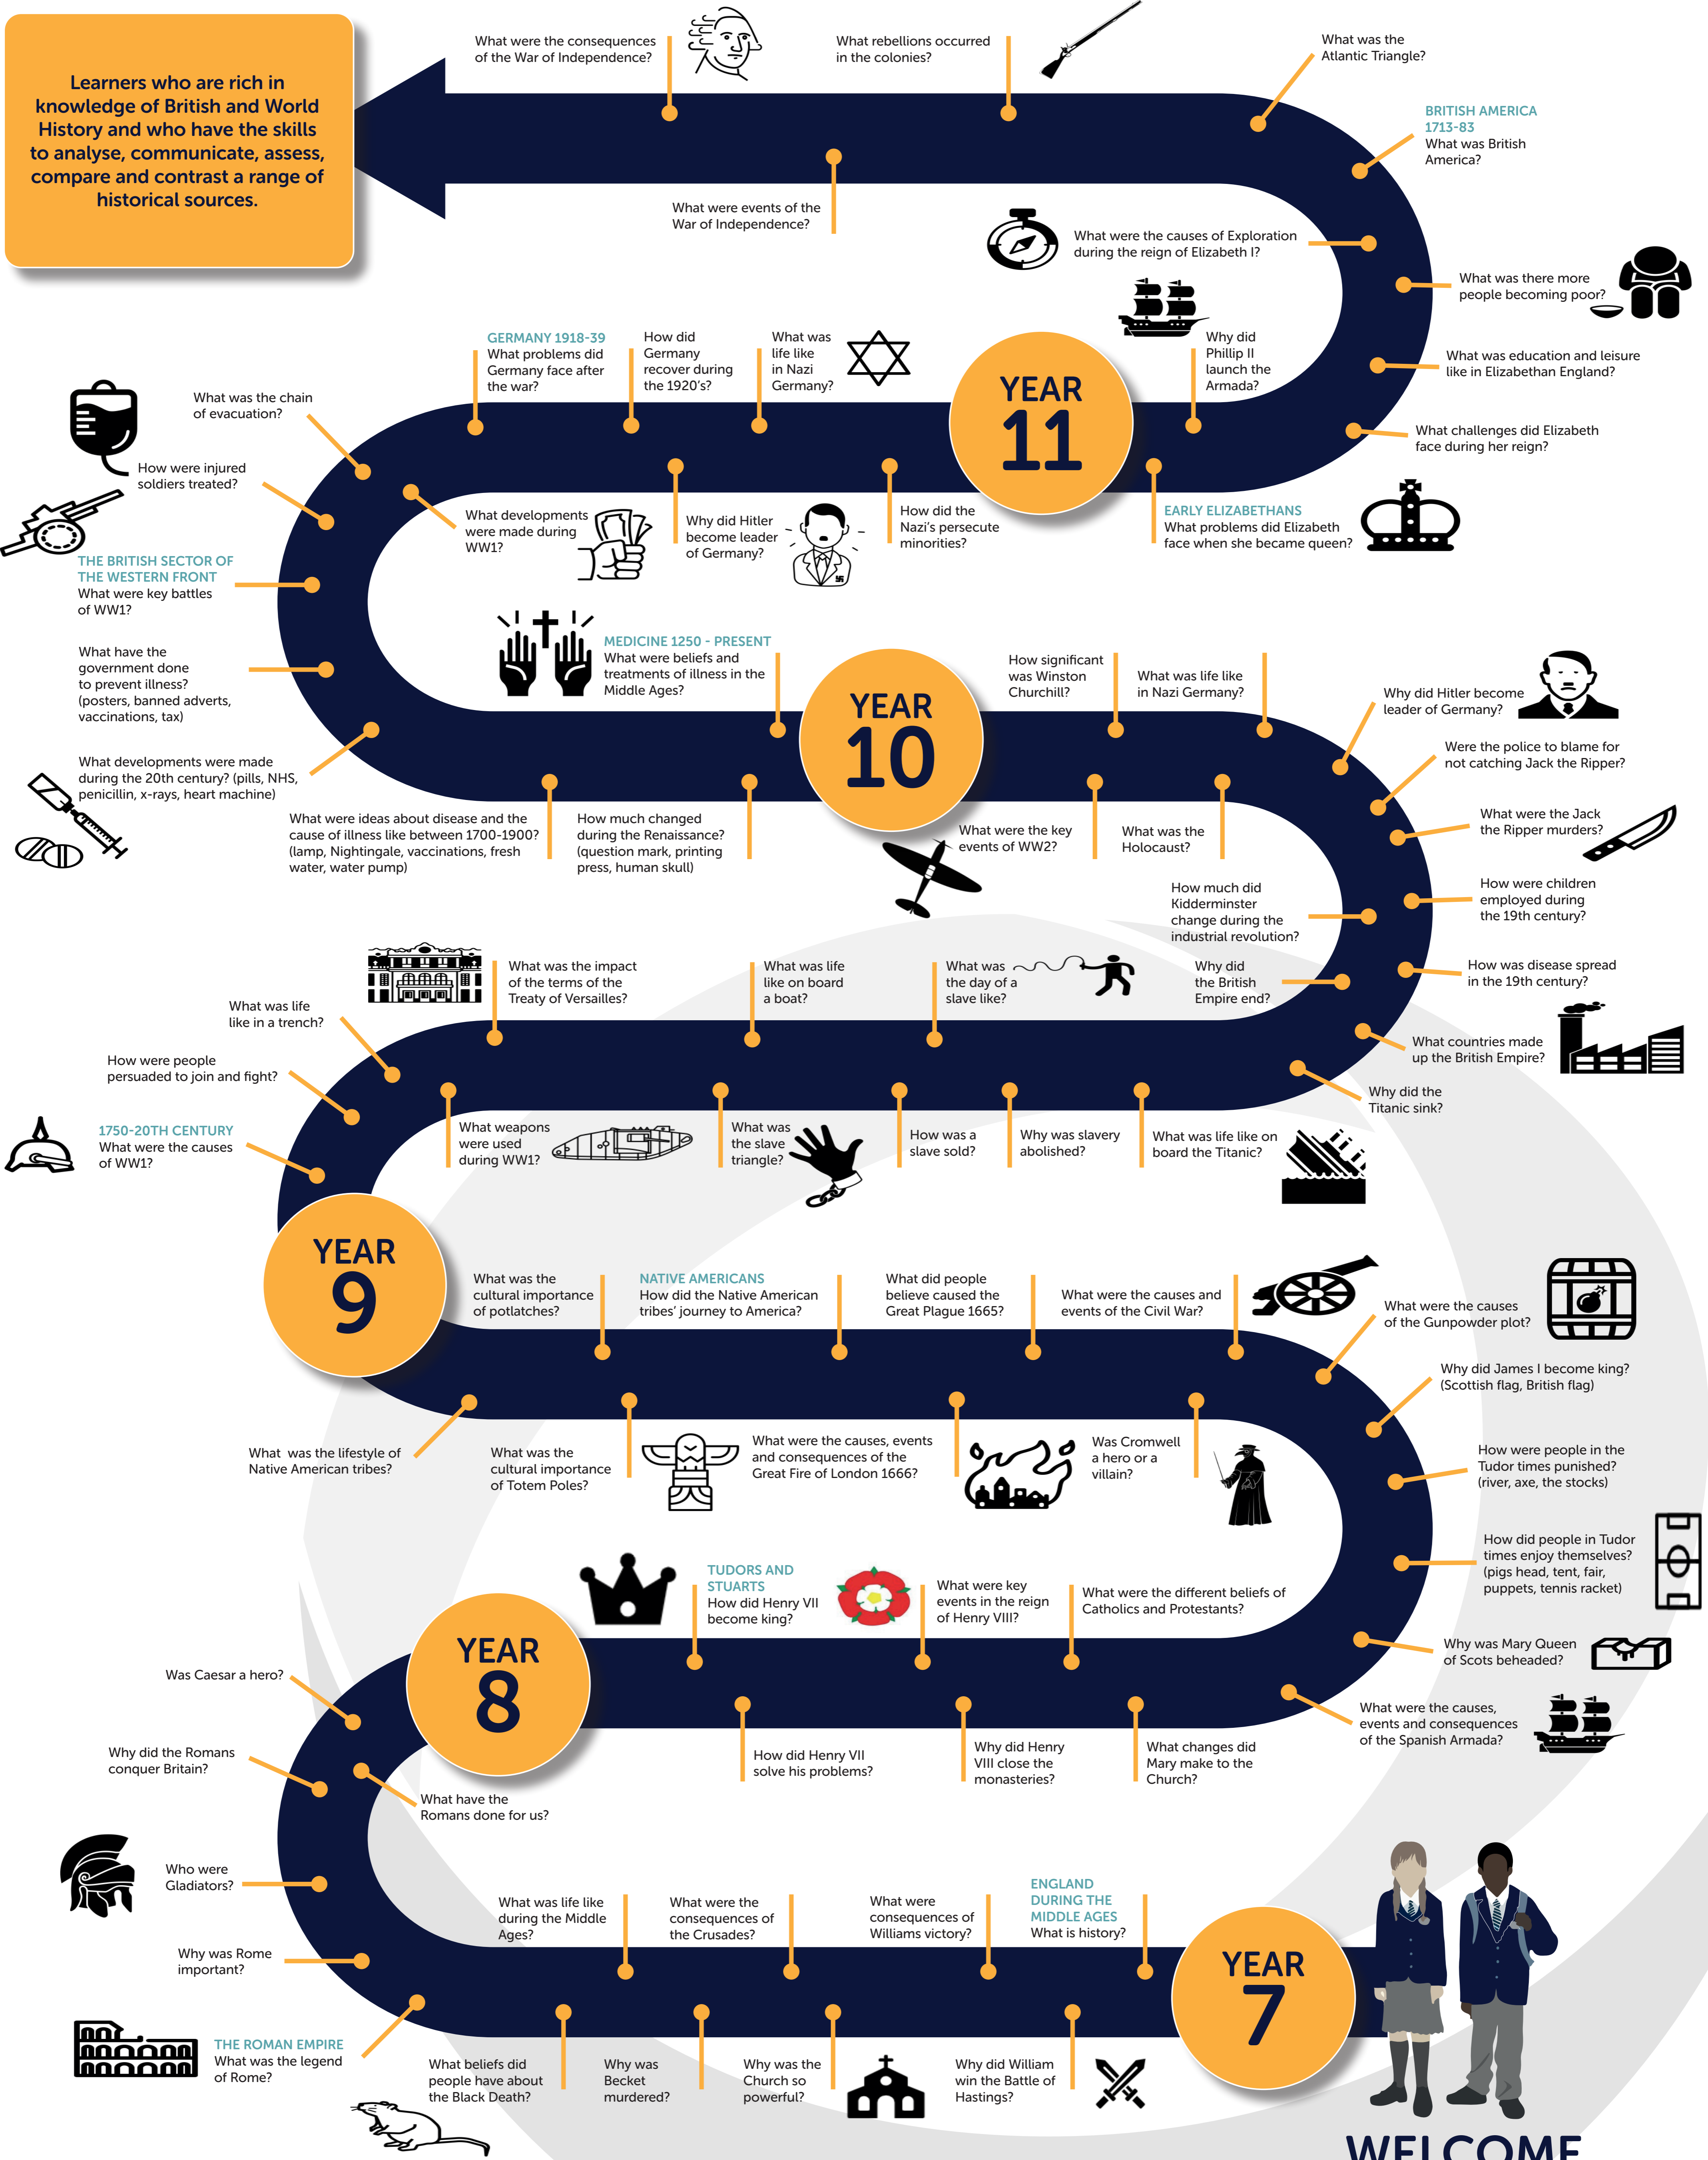 Learners who are rich in
knowledge of British and World
History and who have the skills
to analyse, communicate, assess,
compare and contrast a range of
historical sources.
What were the consequences
of the War of Independence?
What rebellions occurred
in the colonies?
What was the
Atlantic Triangle?
BRITISH AMERICA
1713-83
What was British
America?
What were events of the
War of Independence?
What were the causes of Exploration
during the reign of Elizabeth I?
What was there more
people becoming poor?
What was education and leisure
like in Elizabethan England?
What challenges did Elizabeth
face during her reign?
Why did
Phillip II
launch the
Armada?
EARLY ELIZABETHANS
What problems did Elizabeth
face when she became queen?
YEAR
11
GERMANY 1918-39
What problems did
Germany face after
the war?
How did
Germany
recover during
the 1920's?
What was
life like
in Nazi
Germany?
How did the
Nazi's persecute
minorities?
Why did Hitler
become leader
of Germany?
What developments
were made during
WW1?
What was the chain
of evacuation?
How were injured
soldiers treated?
THE BRITISH SECTOR OF
THE WESTERN FRONT
What were key battles
of WW1?
What have the
government done
to prevent illness?
(posters, banned adverts,
vaccinations, tax)
What developments were made
during the 20th century? (pills, NHS,
penicillin, x-rays, heart machine)
What were ideas about disease and the
cause of illness like between 1700-1900?
(lamp, Nightingale, vaccinations, fresh
water, water pump)
How much changed
during the Renaissance?
(question mark, printing
press, human skull)
MEDICINE 1250 - PRESENT
What were beliefs and
treatments of illness in the
Middle Ages?
YEAR
10
How significant
was Winston
Churchill?
What was life like
in Nazi Germany?
Why did Hitler become
leader of Germany?
Were the police to blame for
not catching Jack the Ripper?
What were the Jack
the Ripper murders?
How were children
employed during
the 19th century?
How was disease spread
in the 19th century?
What were the key
events of WW2?
What was the
Holocaust?
How much did
Kidderminster
change during the
industrial revolution?
Why did
the British
Empire end?
What countries made
up the British Empire?
Why did the
Titanic sink?
What was the impact
of the terms of the
Treaty of Versailles?
What was life
like on board
a boat?
What was
the day of a
slave like?
What was life
like in a trench?
How were people
persuaded to join and fight?
1750-20TH CENTURY
What were the causes
of WW1?
What weapons
were used
during WW1?
What was
the slave
triangle?
How was a
slave sold?
Why was slavery
abolished?
What was life like on
board the Titanic?
YEAR
9
What was the
cultural importance
of potlatches?
NATIVE AMERICANS
How did the Native American
tribes' journey to America?
What did people
believe caused the
Great Plague 1665?
What were the causes and
events of the Civil War?
What were the causes
of the Gunpowder plot?
Why did James I become king?
(Scottish flag, British flag)
How were people in the
Tudor times punished?
(river, axe, the stocks)
How did people in Tudor
times enjoy themselves?
(pigs head, tent, fair,
puppets, tennis racket)
Why was Mary Queen
of Scots beheaded?
What were the causes,
events and consequences
of the Spanish Armada?
What  was the lifestyle of
Native American tribes?
What was the
cultural importance
of Totem Poles?
What were the causes, events
and consequences of the
Great Fire of London 1666?
Was Cromwell
a hero or a
villain?
TUDORS AND
STUARTS
How did Henry VII
become king?
What were key
events in the reign
of Henry VIII?
What were the different beliefs of
Catholics and Protestants?
YEAR
8
How did Henry VII
solve his problems?
Why did Henry
VIII close the
monasteries?
What changes did
Mary make to the
Church?
Was Caesar a hero?
Why did the Romans
conquer Britain?
What have the
Romans done for us?
Who were
Gladiators?
Why was Rome
important?
THE ROMAN EMPIRE
What was the legend
of Rome?
What was life like
during the Middle
Ages?
What were the
consequences of
the Crusades?
What were
consequences of
Williams victory?
ENGLAND
DURING THE
MIDDLE AGES
What is history?
YEAR
7
What beliefs did
people have about
the Black Death?
Why was
Becket
murdered?
Why was the
Church so
powerful?
Why did William
win the Battle of
Hastings?
WELCOME